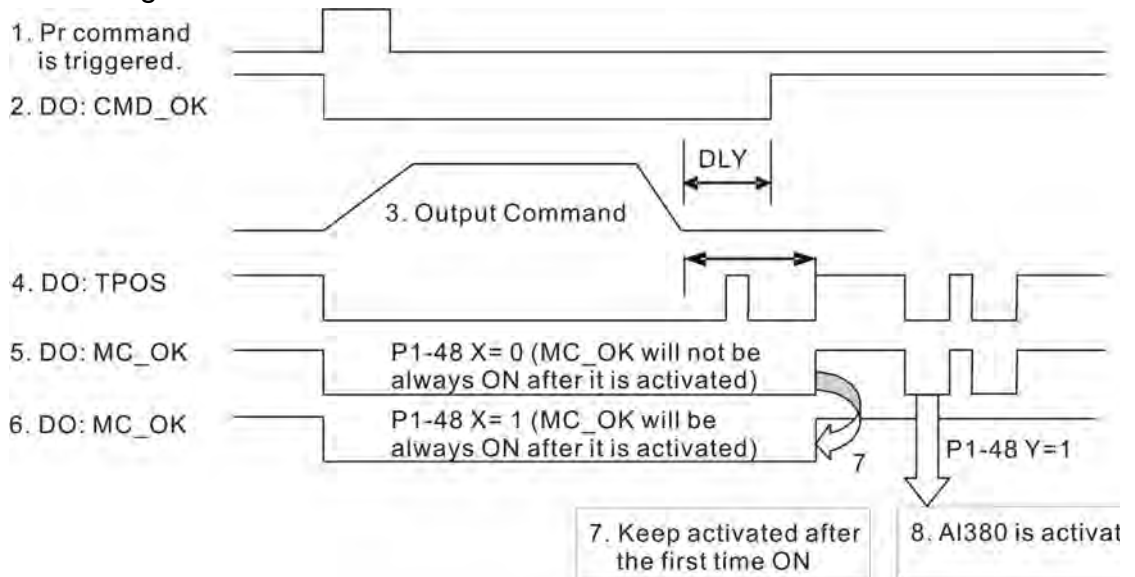 1. Pr command
is triggered.
2. DO: CMD_OK
DLY
3. Output Command
4. DO: TPOS
5. DO: MC_OK
P1-48 X= 0 (MC_OK will not be
always ON after it is activated)
6. DO: MC_OK
P1-48 X= 1 (MC_OK will be
always ON after it is activated)
7
P1-48 Y=1
7. Keep activated after
the first time ON
8. Al380 is activat